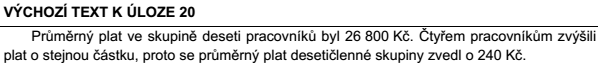 VÝCHOZÍ TEXT K ÚLOZE 20
Průměrný plat ve skupině deseti pracovníků byl 26 800 Kč. Čtyřem pracovníkům zvýšili
plat o stejnou částku, proto se průměrný plat desetičlenné skupiny zvedl o 240 Kč.